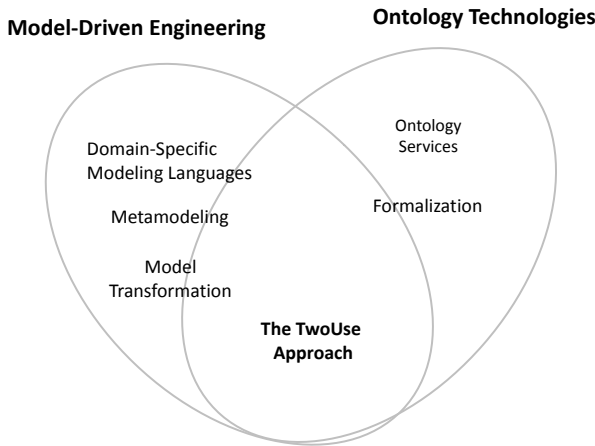 Model-Driven Engineering
Ontology Technologies
Domain-Specific
Modeling Languages
Metamodeling
Model
Transformation
Ontology
Services
Formalization
The TwoUse
Approach